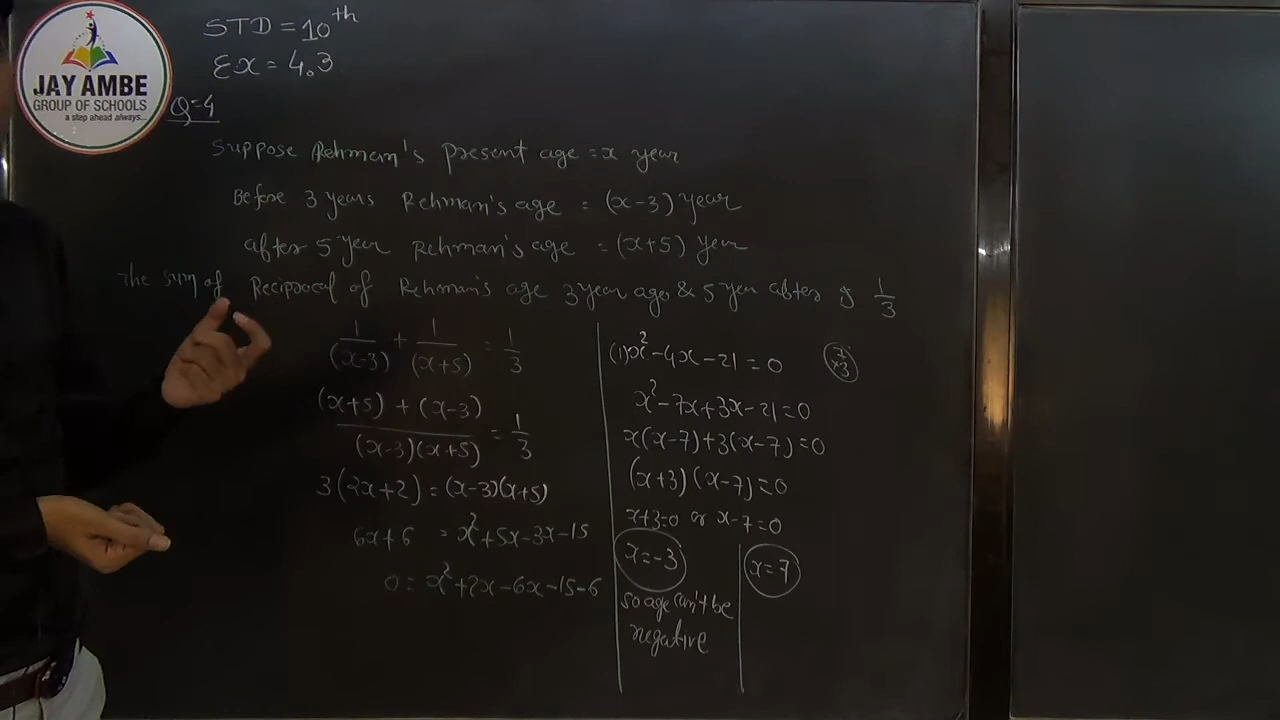 JAY AMBE
GROUP OF SCHOOLS
a step ahead always...
STD = 10th
Ex = 4.3
Q=4
Suppose Rehman's present age = x year
Before 3 years Rehman's age = (x-3) year
after 5 year Rehman's age = (x+5) year
The sum of Reciprocal of Rehman's age 3 year ago & 5 year after is 1/3
1/(x-3) + 1/(x+5) = 1/3
(x+5) + (x-3) / (x-3)(x+5) = 1/3
3(2x+2) = (x-3)(x+5)
6x+6 = x²+5x-3x-15
0 = x²+2x-6x-15-6
(1)x²-4x-21=0
7×3
x²-7x+3x-21=0
x(x-7)+3(x-7)=0
(x+3)(x-7)=0
x+3=0 or x-7=0
x=-3
x=7
so age can't be
negative